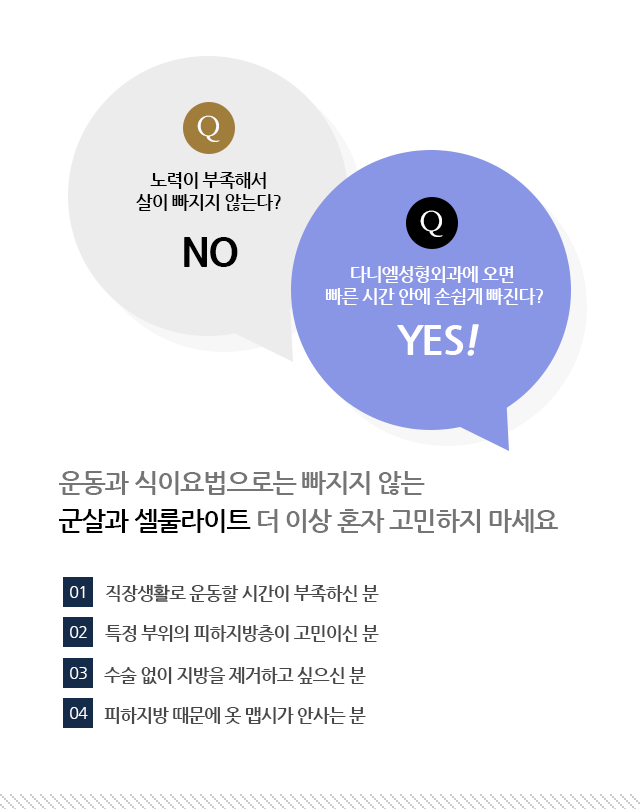 Q
노력이 부족해서
살이 빠지지 않는다?
NO
Q
다니엘성형외과에 오면
빠른 시간 안에 손쉽게 빠진다?
YES!
운동과 식이요법으로는 빠지지 않는
군살과 셀룰라이트 더 이상 혼자 고민하지 마세요
01 직장생활로 운동할 시간이 부족하신 분
02 특정 부위의 피하지방층이 고민이신 분
03 수술 없이 지방을 제거하고 싶으신 분
04 피하지방 때문에 옷 맵시가 안사는 분